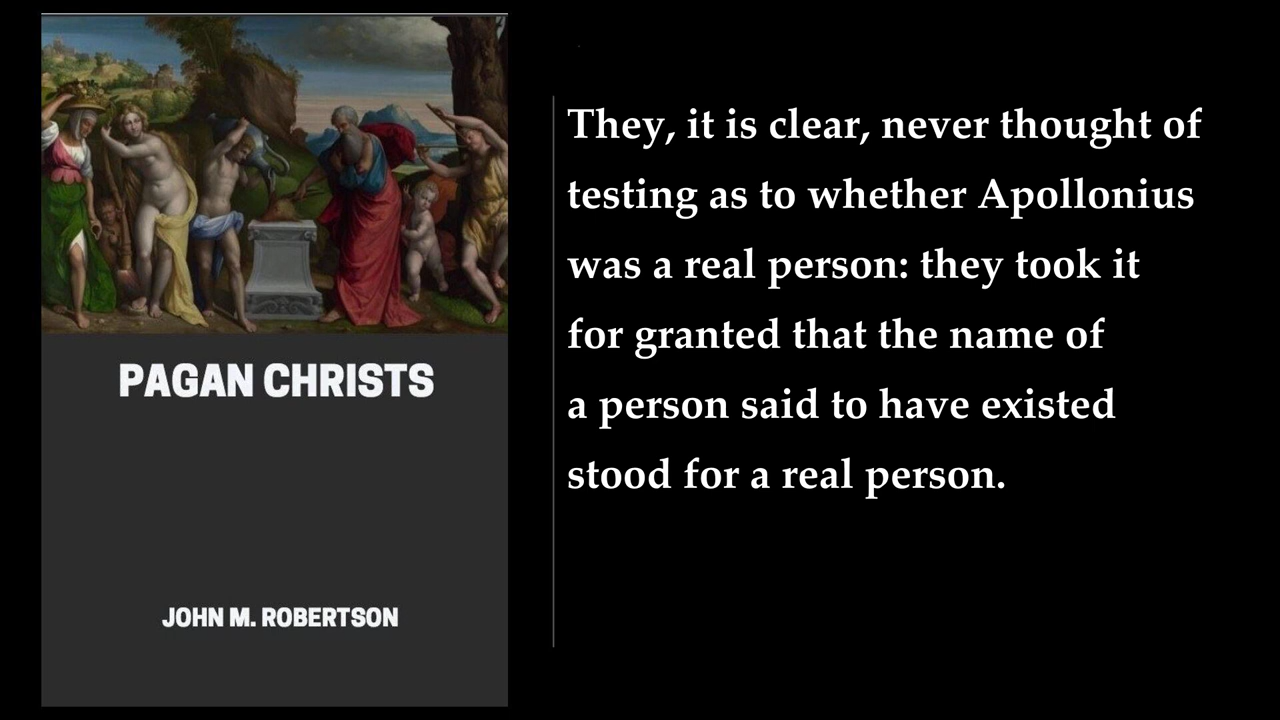 PAGAN CHRISTS
JOHN M. ROBERTSON
They, it is clear, never thought of
testing as to whether Apollonius
was a real person: they took it
for granted that the name of
a person said to have existed
stood for a real person.